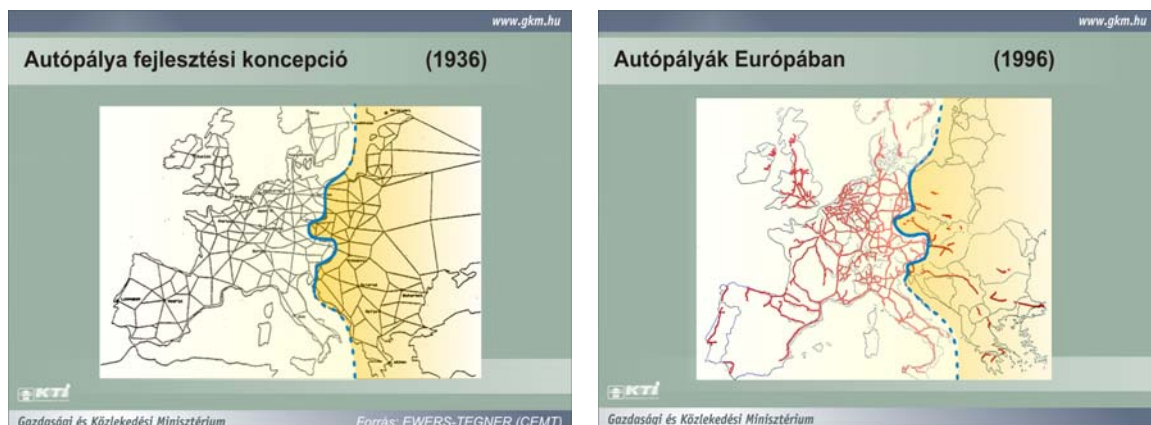 www.gkm.hu
Autópálya fejlesztési koncepció (1936)
KTI
Gazdasági és Közlekedési Minisztérium
Forrás: EWERS-TEGNER (CEMT)
www.gkm.hu
Autópályák Európában (1996)
KTI
Gazdasági és Közlekedési Minisztérium